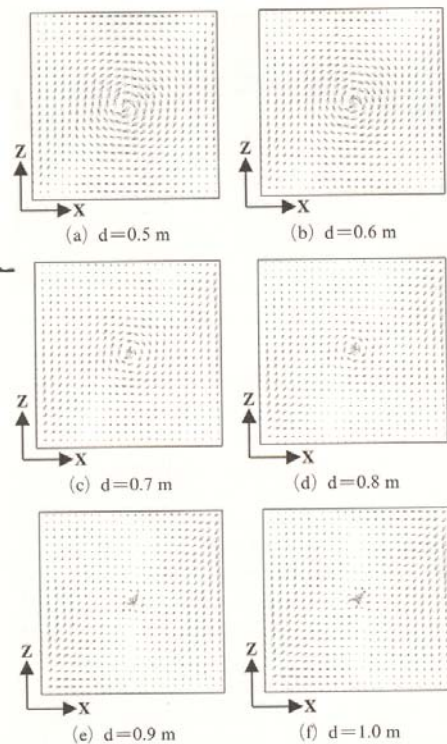 Z
Z
X
X
(a) d=0.5 m
(b) d=0.6 m
Z
Z
X
X
(c) d=0.7 m
(d) d=0.8 m
Z
Z
X
X
(e) d=0.9 m
(f) d=1.0 m